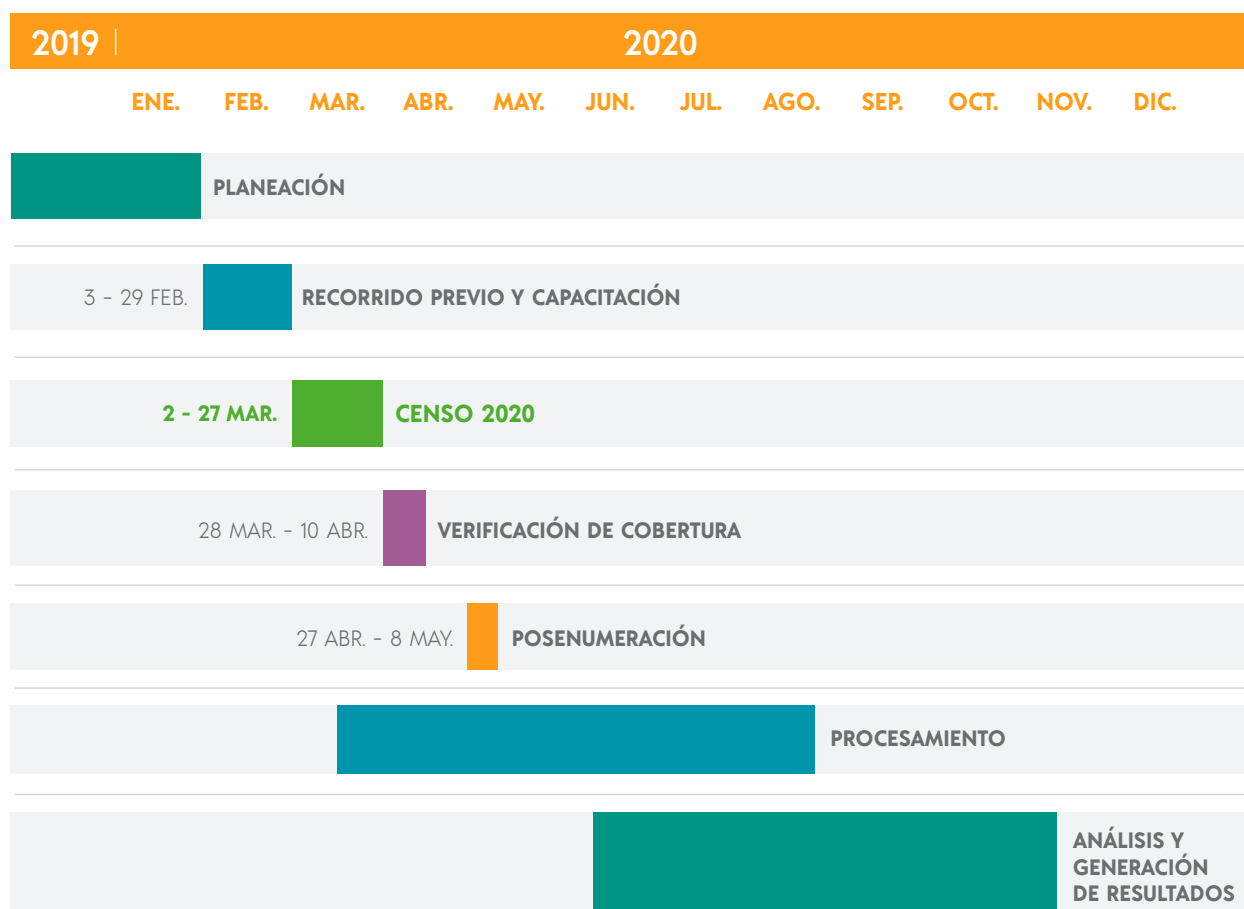 2019 2020
ENE. FEB. MAR. ABR. MAY. JUN. JUL. AGO. SEP. OCT. NOV. DIC.
PLANEACIÓN
3 - 29 FEB. RECORRIDO PREVIO Y CAPACITACIÓN
2 - 27 MAR. CENSO 2020
28 MAR. - 10 ABR. VERIFICACIÓN DE COBERTURA
27 ABR. - 8 MAY. POSENUMERACIÓN
PROCESAMIENTO
ANÁLISIS Y
GENERACIÓN
DE RESULTADOS